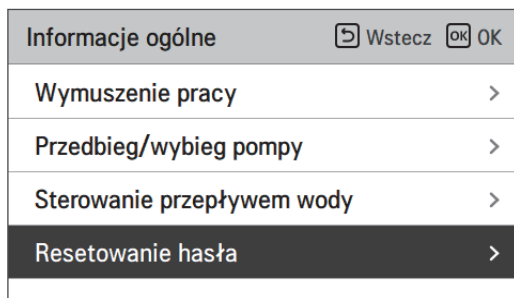 Informacje ogólne Wstecz OK OK
Wymuszenie pracy
Przedbieg/wybieg pompy
Sterowanie przepływem wody
Resetowanie hasła